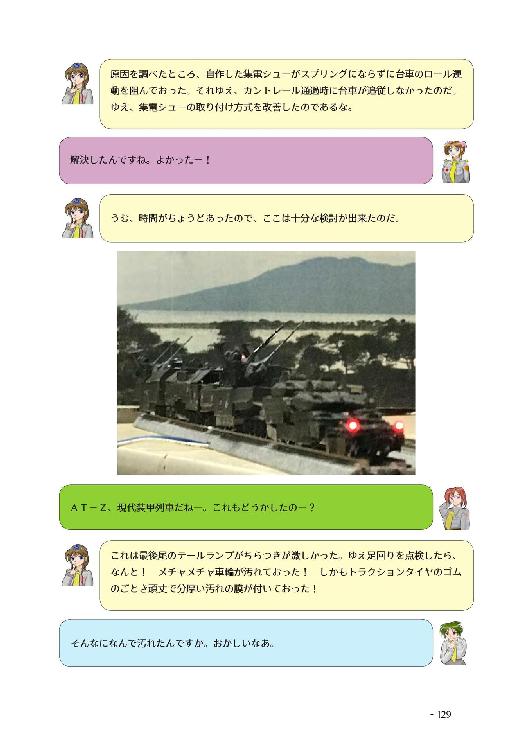 原因を調べたところ、自作した集電シューがスプリングにならずに台車のロール運
動を阻んでおった。それゆえ、カントレール通過時に台車が追従しなかったのだ。
ゆえ、集電シューの取り付け方式を改善したのであるな。
解決したんですね。よかったー！
うむ、時間がちょうどあったので、ここは十分な検討が出来たのだ。
ＡＴ－Ｚ、現代装甲列車だねー。これもどうかしたのー？
これは最後尾のテールランプがちらつきが激しかった。ゆえ足回りを点検したら、
なんと！　メチャメチャ車輪が汚れておった！　しかもトラクションタイヤのゴム
のごとき頑丈で分厚い汚れの膜が付いておった！
そんなになんで汚れたんですか。おかしいなあ。
- 129